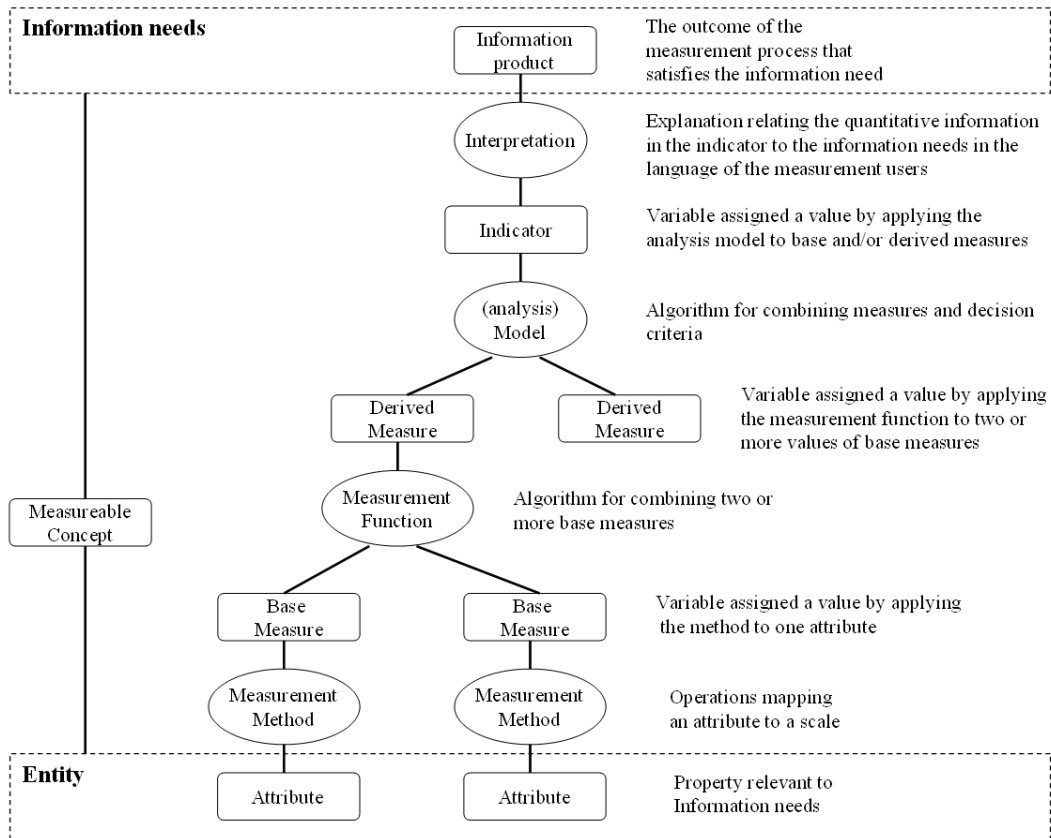 Information needs
Information
product
The outcome of the
measurement process that
satisfies the information need
Interpretation
Explanation relating the quantitative information
in the indicator to the information needs in the
language of the measurement users
Indicator
Variable assigned a value by applying the
analysis model to base and/or derived measures
(analysis)
Model
Algorithm for combining measures and decision
criteria
Derived
Measure
Derived
Measure
Variable assigned a value by applying
the measurement function to two or
more values of base measures
Measurement
Function
Algorithm for combining two or
more base measures
Measureable
Concept
Base
Measure
Base
Measure
Variable assigned a value by applying
the method to one attribute
Measurement
Method
Measurement
Method
Operations mapping
an attribute to a scale
Entity
Attribute
Attribute
Property relevant to
Information needs